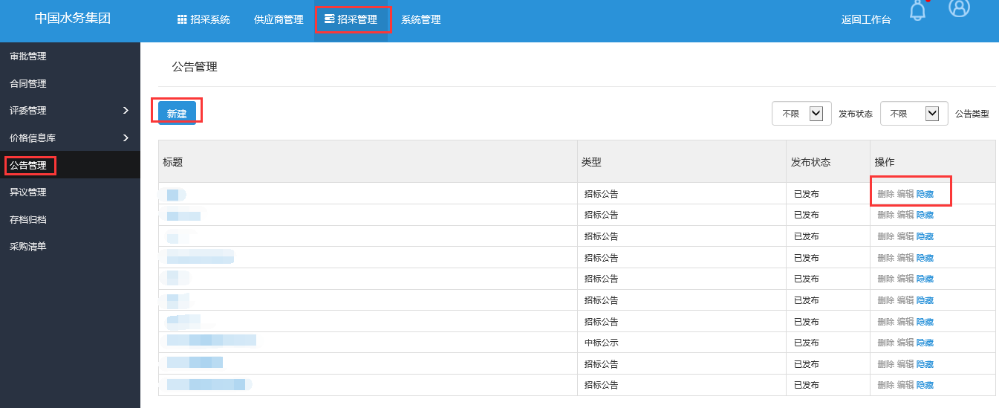 中国水务集团
招采系统 供应商管理 招采管理 系统管理 返回工作台
审批管理
合同管理
评委管理
价格信息库
公告管理
异议管理
存档归档
采购清单
公告管理
新建 不限 发布状态 不限 公告类型
标题 类型 发布状态 操作
招标公告 已发布 删除 编辑 隐藏
招标公告 已发布 删除 编辑 隐藏
招标公告 已发布 删除 编辑 隐藏
招标公告 已发布 删除 编辑 隐藏
招标公告 已发布 删除 编辑 隐藏
招标公告 已发布 删除 编辑 隐藏
招标公告 已发布 删除 编辑 隐藏
中标公示 已发布 删除 编辑 隐藏
招标公告 已发布 删除 编辑 隐藏
招标公告 已发布 删除 编辑 隐藏